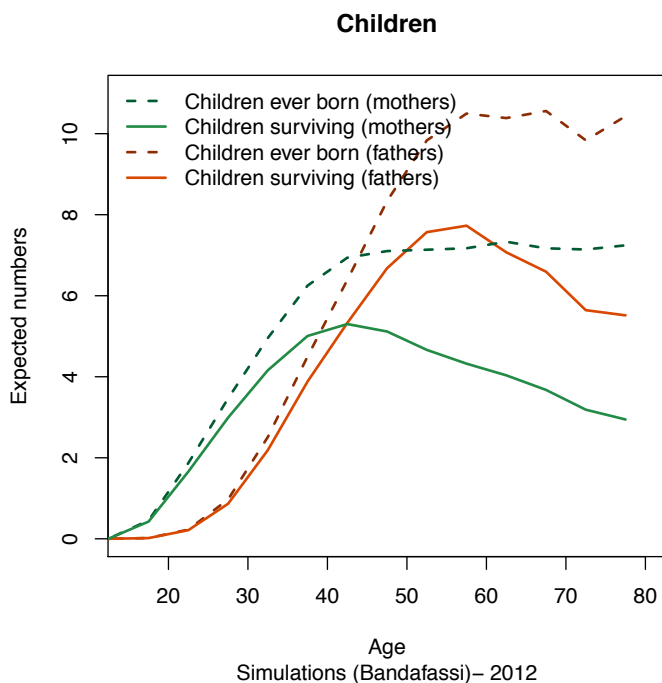 Children
Children ever born (mothers)
Children surviving (mothers)
Children ever born (fathers)
Children surviving (fathers)
10
8
6
4
2
0
Expected numbers
20 30 40 50 60 70 80
Age
Simulations (Bandafassi)– 2012